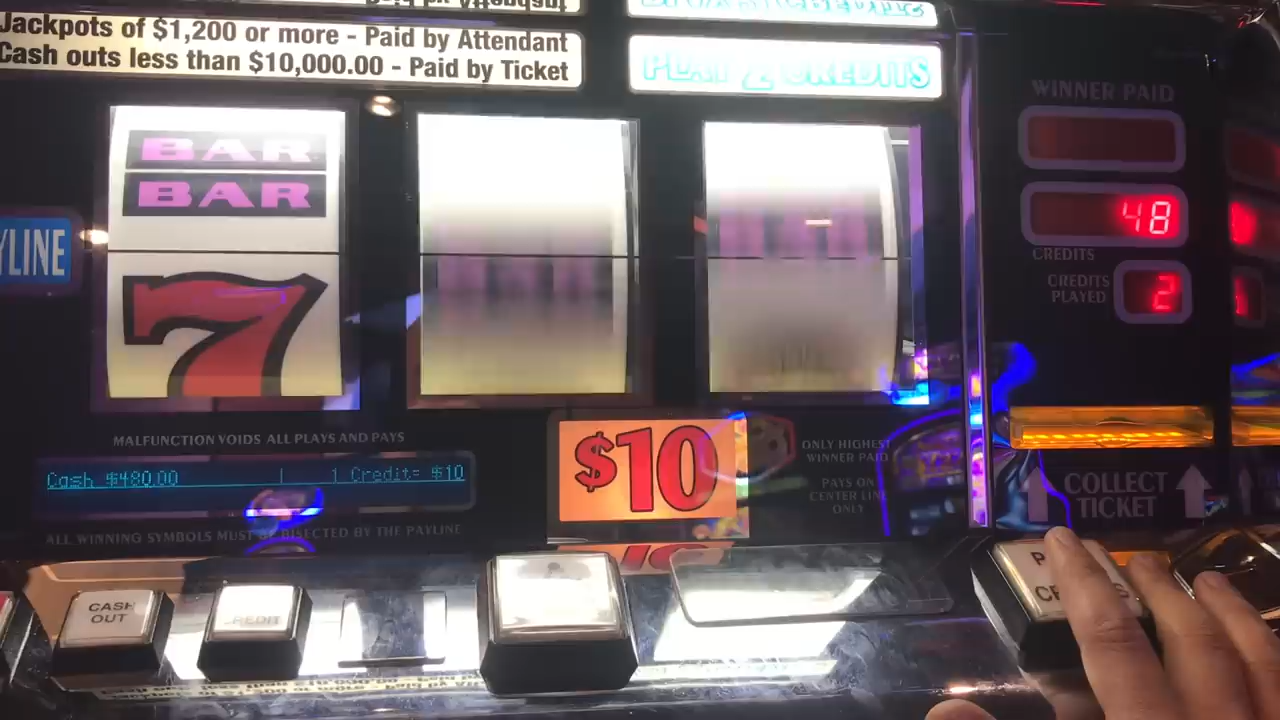 Jackpots of $1,200 or more - Paid by Attendant
Cash outs less than $10,000.00 - Paid by Ticket
PLAY 2 CREDITS
WINNER PAID
BAR
BAR
7
YLINE
48
CREDITS
CREDITS
PLAYED
2
MALFUNCTION VOIDS ALL PLAYS AND PAYS
Cash $480.00 | 1 Credit= $10
ALL WINNING SYMBOLS MUST BE BISECTED BY THE PAYLINE
$10
ONLY HIGHEST
WINNER PAID
PAYS ON
CENTER LINE
ONLY
COLLECT
TICKET
CASH
OUT
REDIT